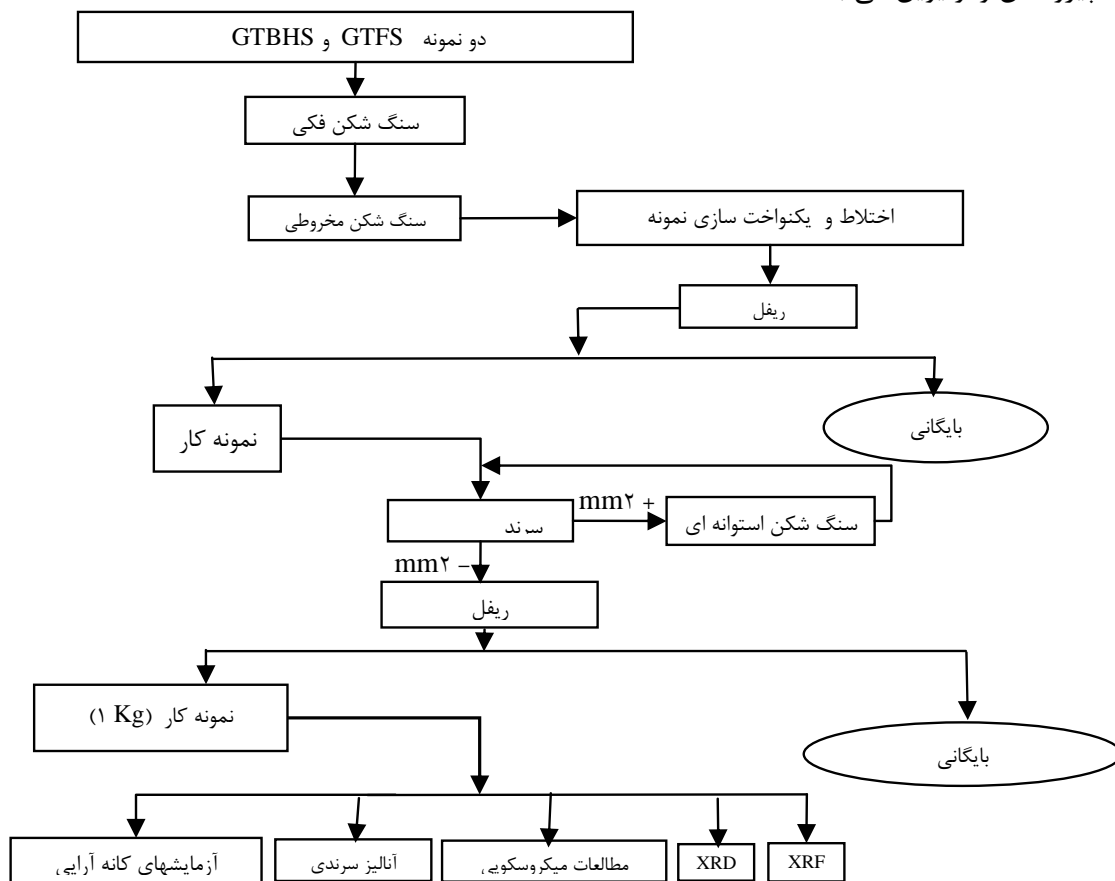 دو نمونه GTFS و GTBHS
سنگ شکن فکی
سنگ شکن مخروطی
اختلاط و یکنواخت سازی نمونه
ریفل
نمونه کار
بایگانی
سرند
mm۲ +
سنگ شکن استوانه ای
mm۲ –
ریفل
نمونه کار (۱ Kg)
بایگانی
آزمایشهای کانه آرایی
آنالیز سرندی
مطالعات میکروسکوپی
XRD
XRF